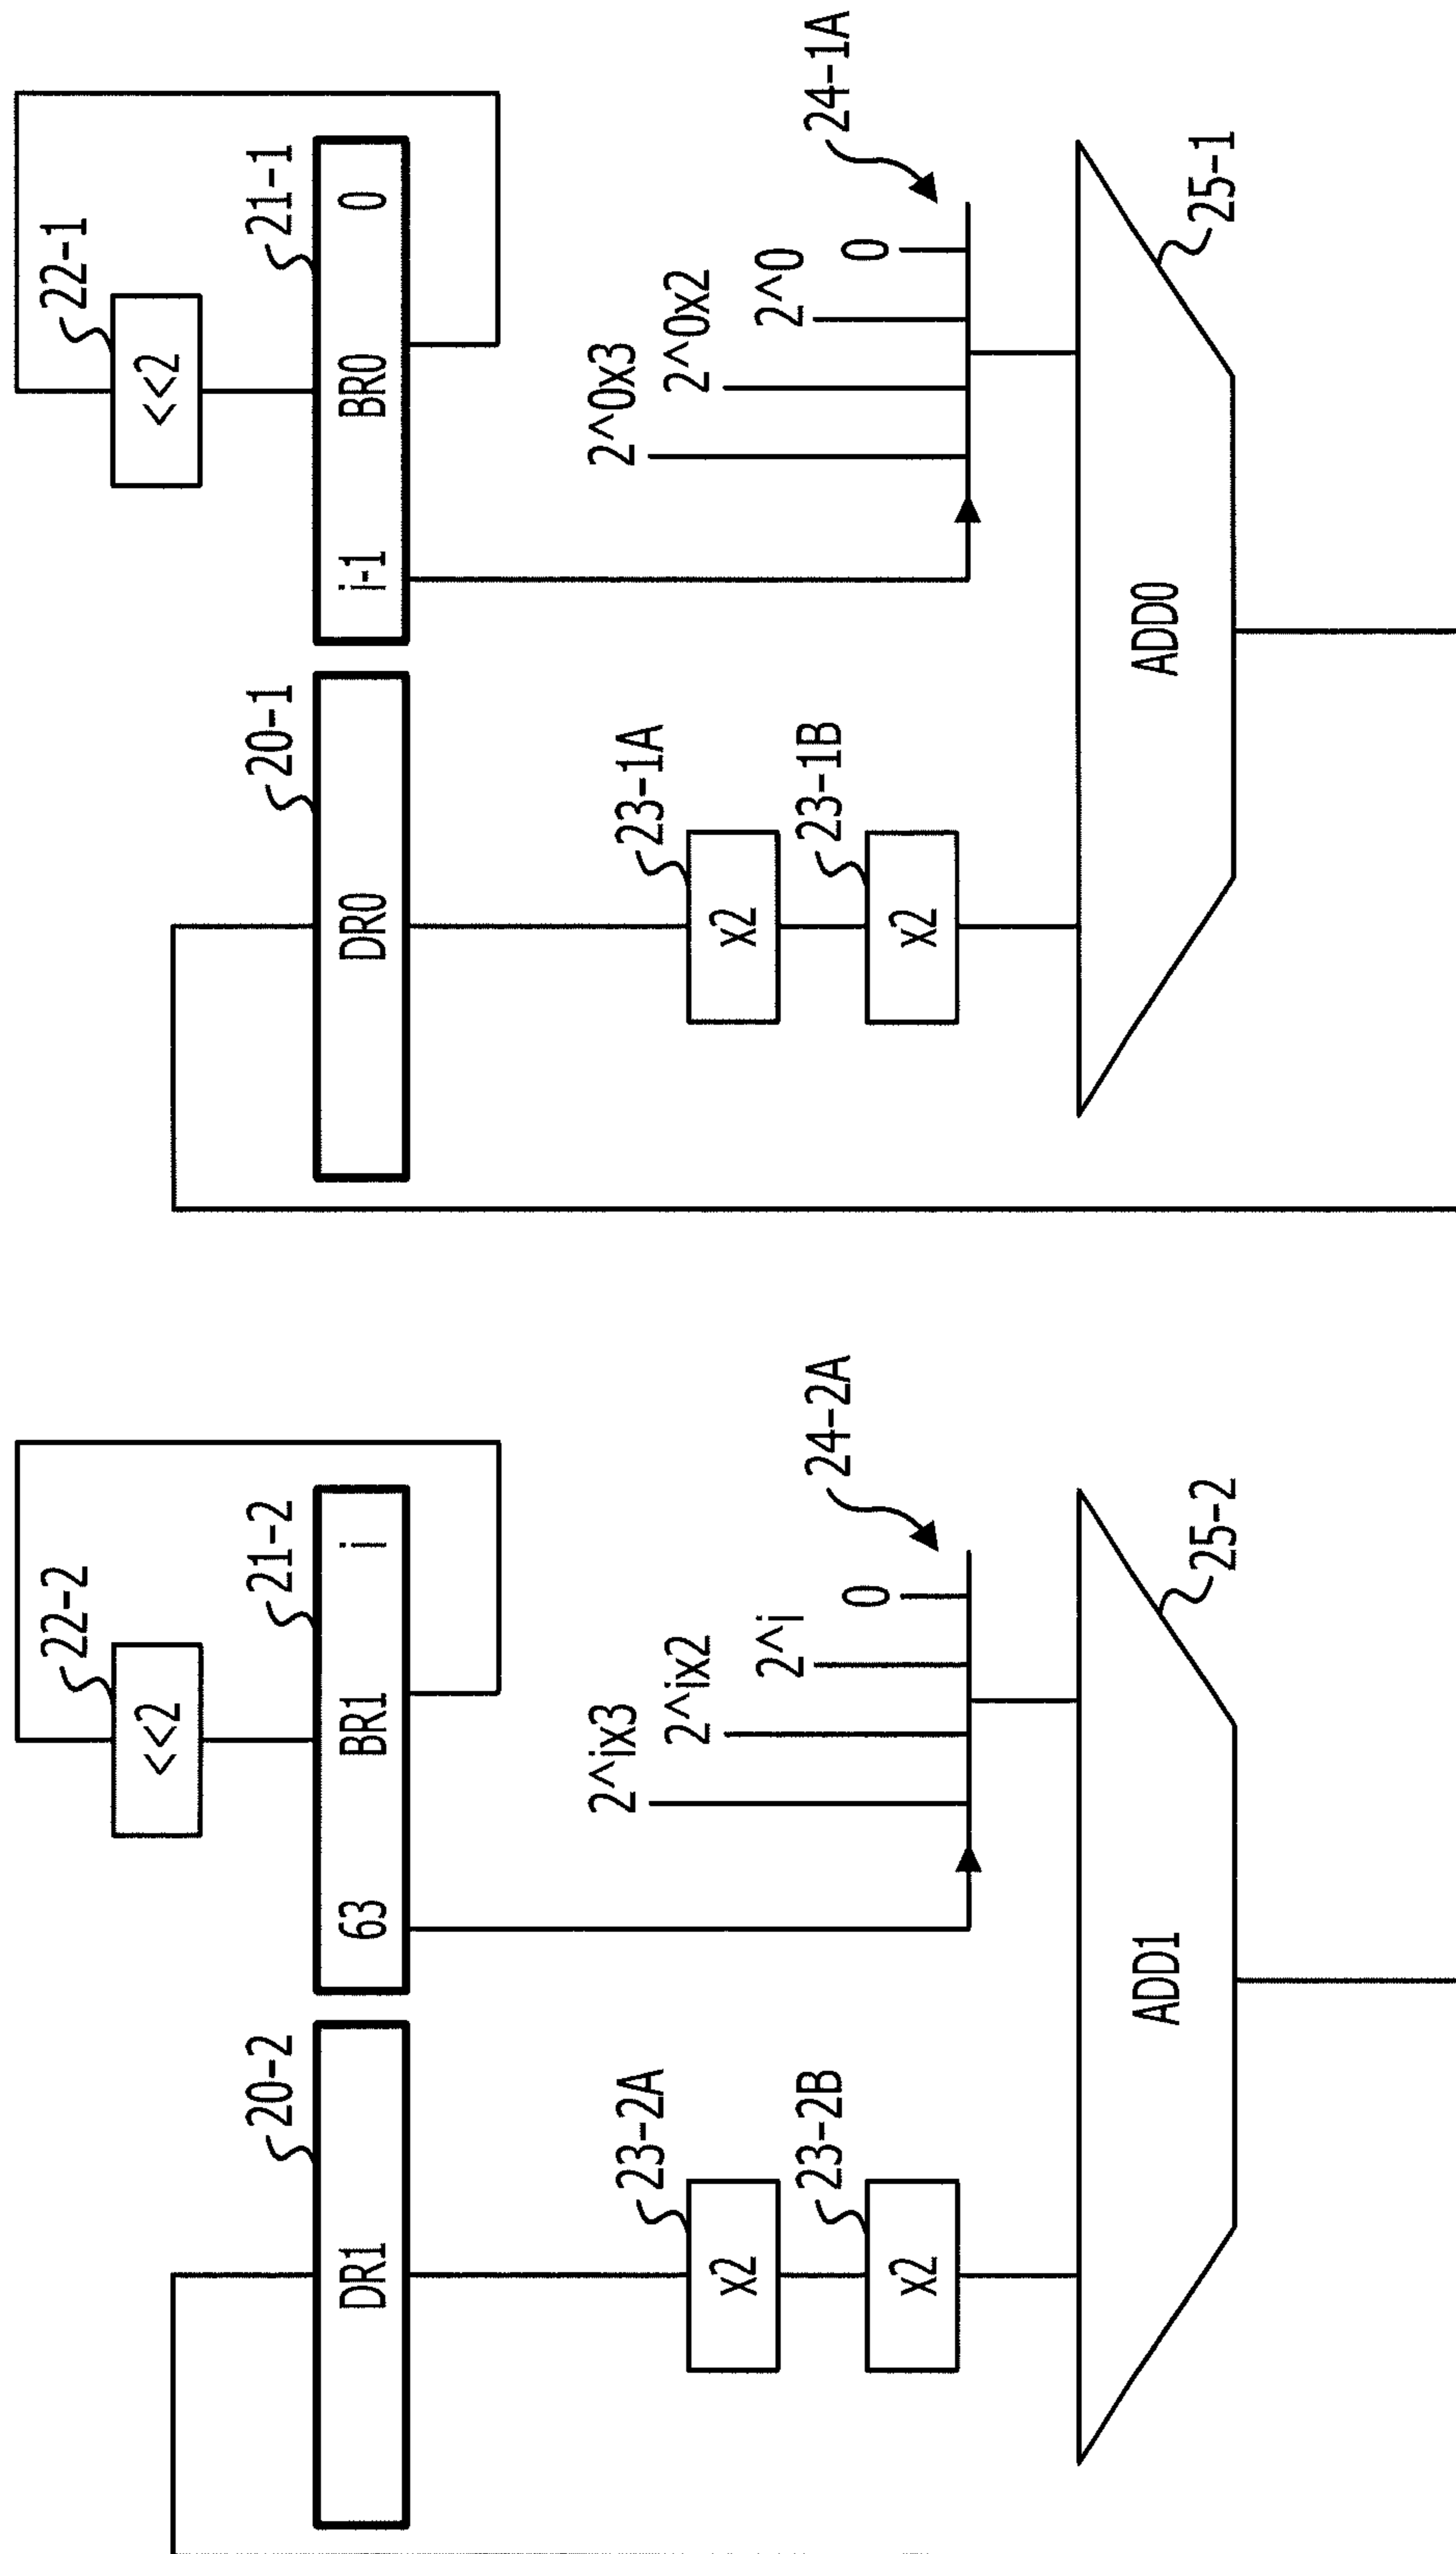 22-2
<<2
21-2
63 BR1 i
20-2
DR1
23-2A
x2
23-2B
x2
2^ix3
2^ix2
2^i
0
24-2A
ADD1
25-2
22-1
<<2
21-1
i-1 BR0 0
20-1
DR0
23-1A
x2
23-1B
x2
2^0x3
2^0x2
2^0
0
24-1A
ADD0
25-1